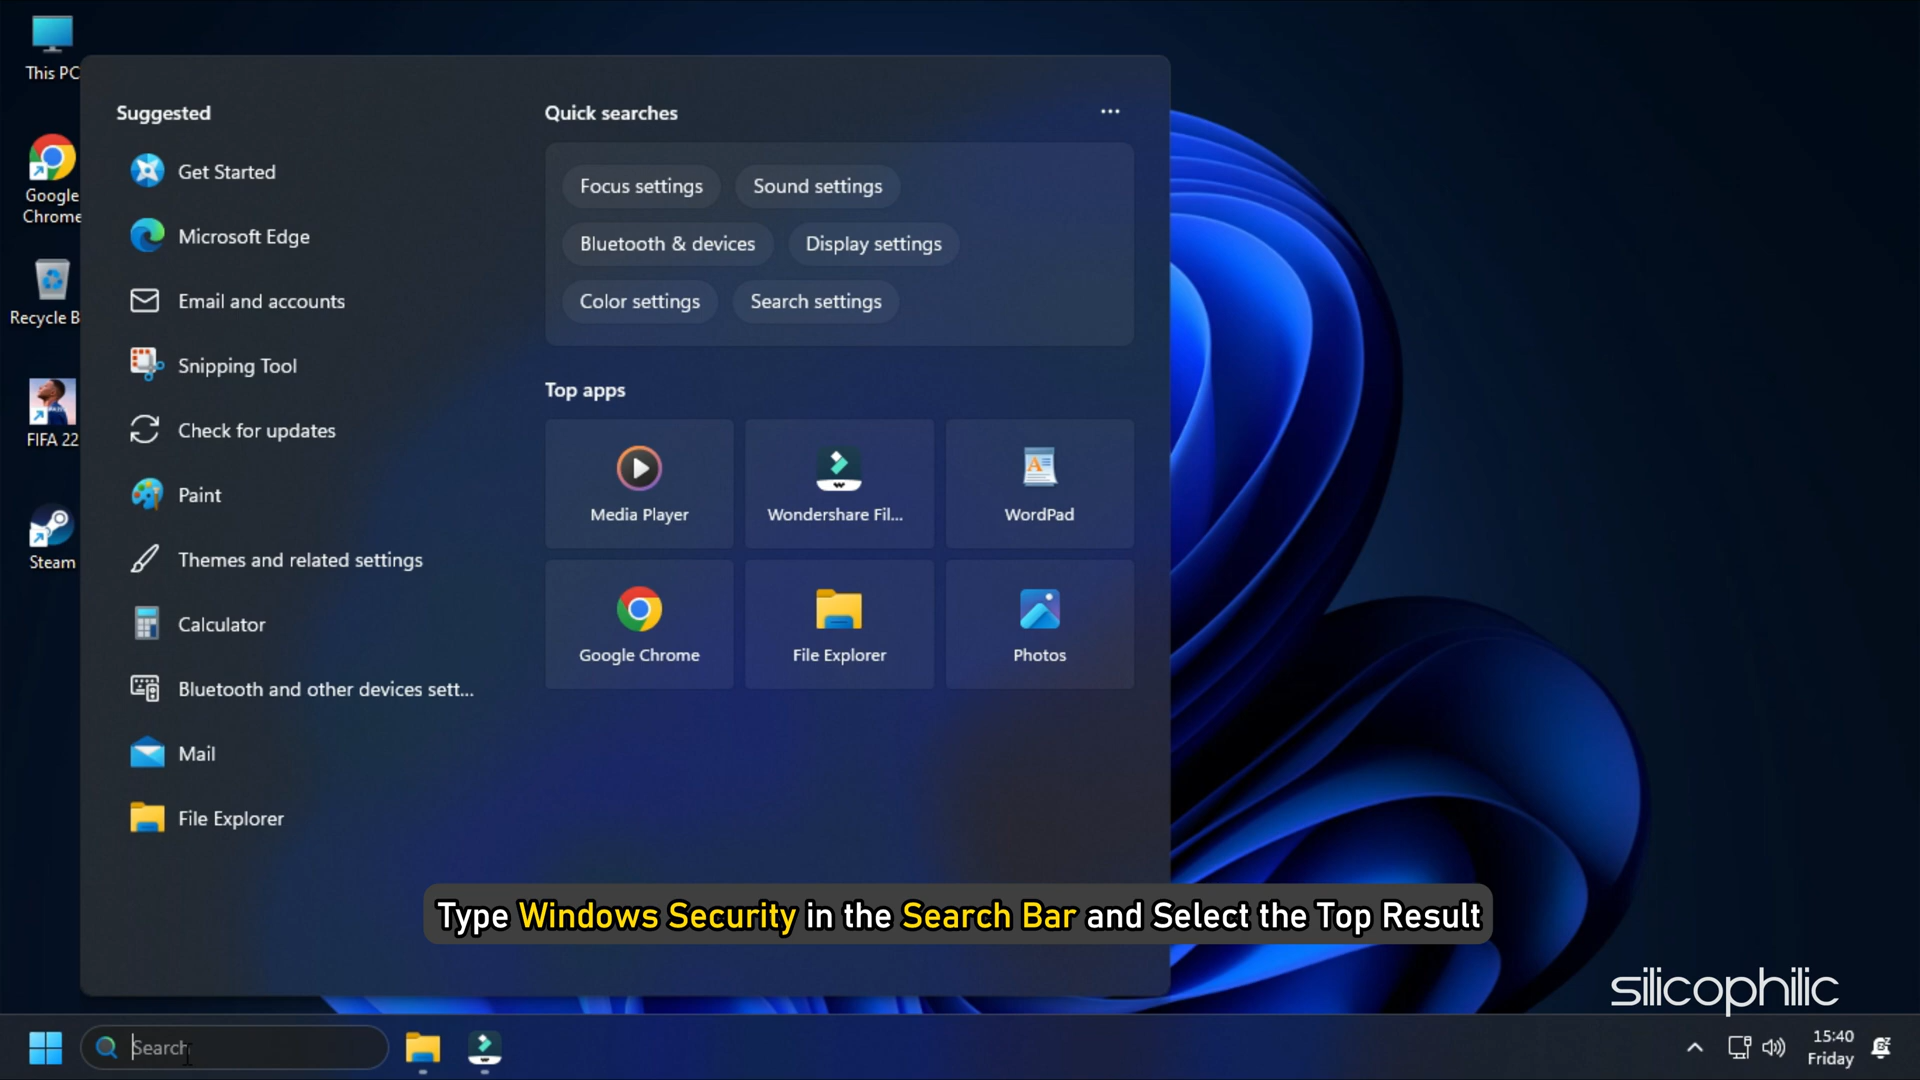 This PC
Google
Chrome
Recycle B
FIFA 22
Steam
Suggested
Get Started
Microsoft Edge
Email and accounts
Snipping Tool
Check for updates
Paint
Themes and related settings
Calculator
Bluetooth and other devices sett...
Mail
File Explorer
Quick searches
Focus settings
Sound settings
Bluetooth & devices
Display settings
Color settings
Search settings
Top apps
Media Player
Wondershare Fil...
WordPad
Google Chrome
File Explorer
Photos
Type Windows Security in the Search Bar and Select the Top Result
silicophilic
Search
15:40
Friday